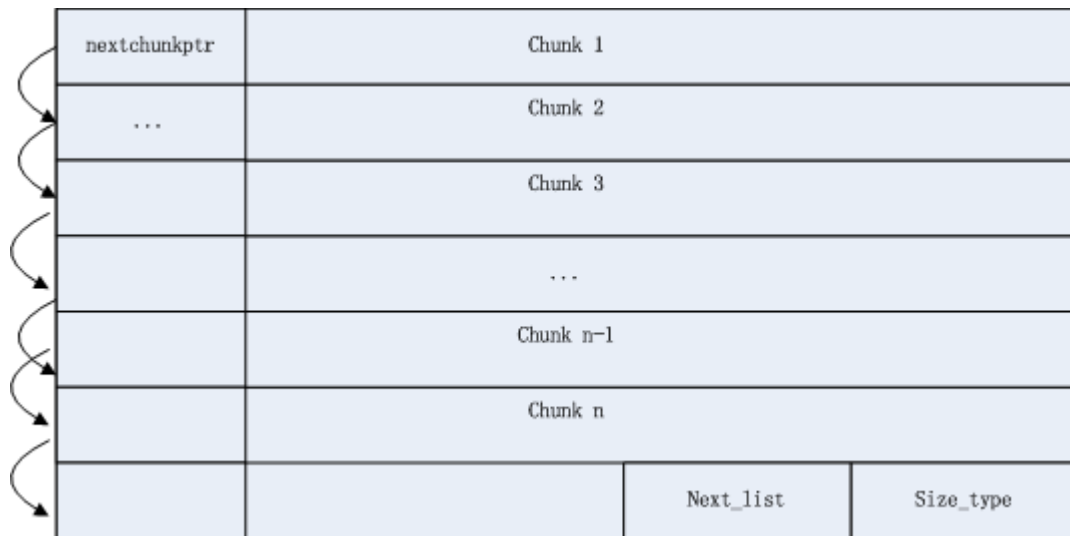 nextchunkptr
Chunk 1
...
Chunk 2
Chunk 3
...
Chunk n-1
Chunk n
Next_list
Size_type